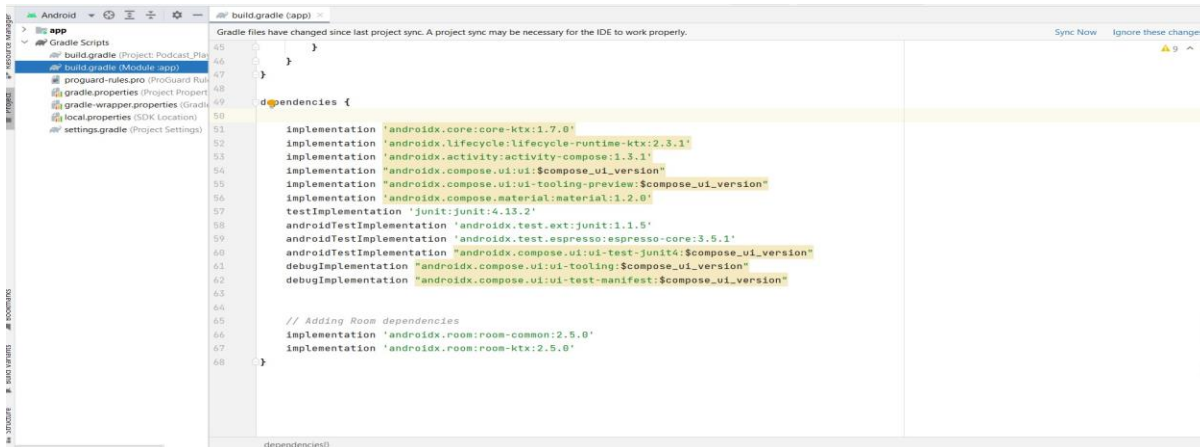 Android
build.gradle (:app)
app
Gradle Scripts
build.gradle (Project: Podcast_Pla
build.gradle (Module :app)
proguard-rules.pro (ProGuard Rul
gradle.properties (Project Propert
gradle-wrapper.properties (Gradl
local.properties (SDK Location)
settings.gradle (Project Settings)
Resource Manager
Project
Bookmarks
Build Variants
Structure
Gradle files have changed since last project sync. A project sync may be necessary for the IDE to work properly.
Sync Now Ignore these change
9
45 }
46 }
47 }
48
49 dependencies {
50
51 implementation 'androidx.core:core-ktx:1.7.0'
52 implementation 'androidx.lifecycle:lifecycle-runtime-ktx:2.3.1'
53 implementation 'androidx.activity:activity-compose:1.3.1'
54 implementation "androidx.compose.ui:ui:$compose_ui_version"
55 implementation "androidx.compose.ui:ui-tooling-preview:$compose_ui_version"
56 implementation 'androidx.compose.material:material:1.2.0'
57 testImplementation 'junit:junit:4.13.2'
58 androidTestImplementation 'androidx.test.ext:junit:1.1.5'
59 androidTestImplementation 'androidx.test.espresso:espresso-core:3.5.1'
60 androidTestImplementation "androidx.compose.ui:ui-test-junit4:$compose_ui_version"
61 debugImplementation "androidx.compose.ui:ui-tooling:$compose_ui_version"
62 debugImplementation "androidx.compose.ui:ui-test-manifest:$compose_ui_version"
63
64
65 // Adding Room dependencies
66 implementation 'androidx.room:room-common:2.5.0'
67 implementation 'androidx.room:room-ktx:2.5.0'
68 }
dependencies{}